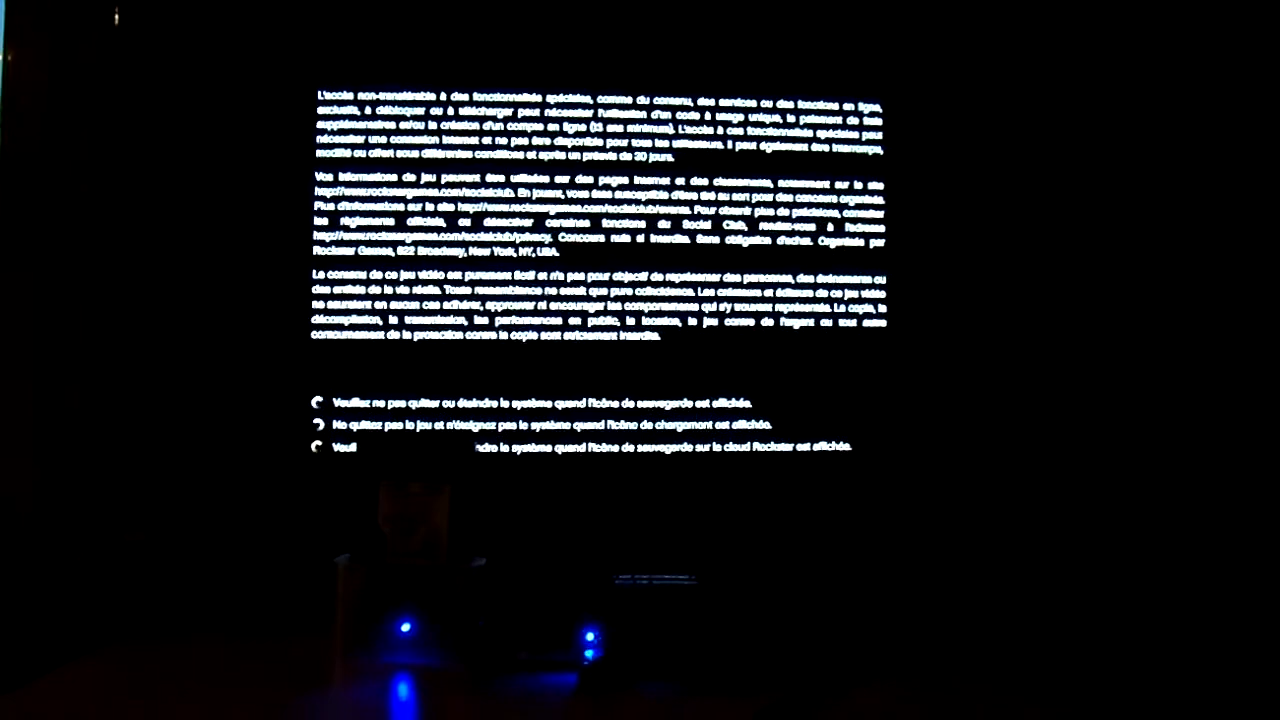 L'accès non-transférable à des fonctionnalités spéciales, comme du contenu, des services ou des fonctions en ligne,
exclusifs, à débloquer ou à télécharger peut nécessiter l'utilisation d'un code à usage unique, le paiement de frais
supplémentaires et/ou la création d'un compte en ligne (13 ans minimum). L'accès à ces fonctionnalités spéciales peut
nécessiter une connexion Internet et ne pas être disponible pour tous les utilisateurs. Il peut également être interrompu,
modifié ou offert sous différentes conditions et après un préavis de 30 jours.
Vos informations de jeu peuvent être utilisées sur des pages Internet et des classements, notamment sur le site
http://www.rockstargames.com/socialclub. En jouant, vous êtes susceptible d'être tiré au sort pour des concours organisés.
Plus d'informations sur le site http://www.rockstargames.com/socialclub/events. Pour obtenir plus de précisions, consulter
les règlements officiels, ou désactiver certaines fonctions du Social Club, rendez-vous à l'adresse
http://www.rockstargames.com/socialclub/privacy. Concours nuls si interdits. Sans obligation d'achat. Organisés par
Rockstar Games, 622 Broadway, New York, NY, USA.
Le contenu de ce jeu vidéo est purement fictif et n'a pas pour objectif de représenter des personnes, des événements ou
des entités de la vie réelle. Toute ressemblance ne serait que pure coïncidence. Les créateurs et éditeurs de ce jeu vidéo
ne sauraient en aucun cas adhérer, approuver ni encourager les comportements qui s'y trouvent représentés. La copie, la
décompilation, la transmission, les performances en public, la location, le jeu contre de l'argent ou tout autre
contournement de la protection contre la copie sont strictement interdits.
Veuillez ne pas quitter ou éteindre le système quand l'icône de sauvegarde est affichée.
Ne quittez pas le jeu et n'éteignez pas le système quand l'icône de chargement est affichée.
Veuil ndre le système quand l'icône de sauvegarde sur le cloud Rockstar est affichée.